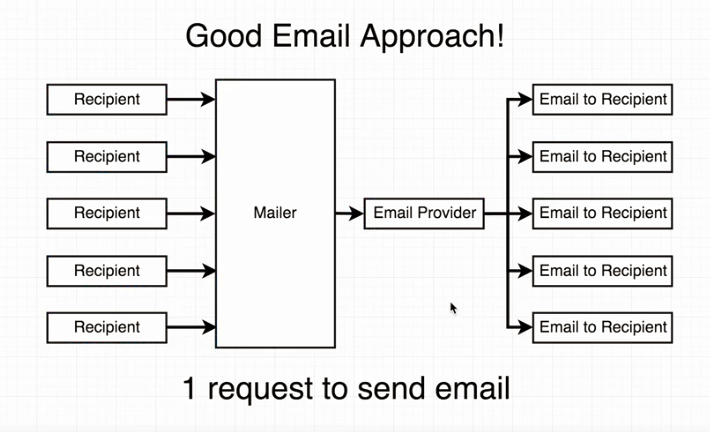 Good Email Approach!
Recipient
Recipient
Recipient
Recipient
Recipient
Mailer
Email Provider
Email to Recipient
Email to Recipient
Email to Recipient
Email to Recipient
Email to Recipient
1 request to send email